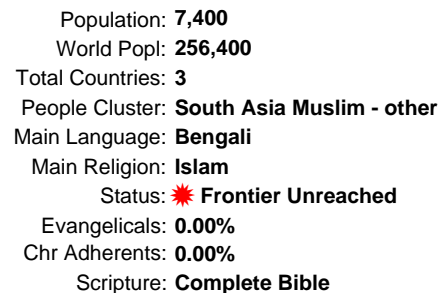 Population: 7,400
World Popl: 256,400
Total Countries: 3
People Cluster: South Asia Muslim - other
Main Language: Bengali
Main Religion: Islam
Status: Frontier Unreached
Evangelicals: 0.00%
Chr Adherents: 0.00%
Scripture: Complete Bible